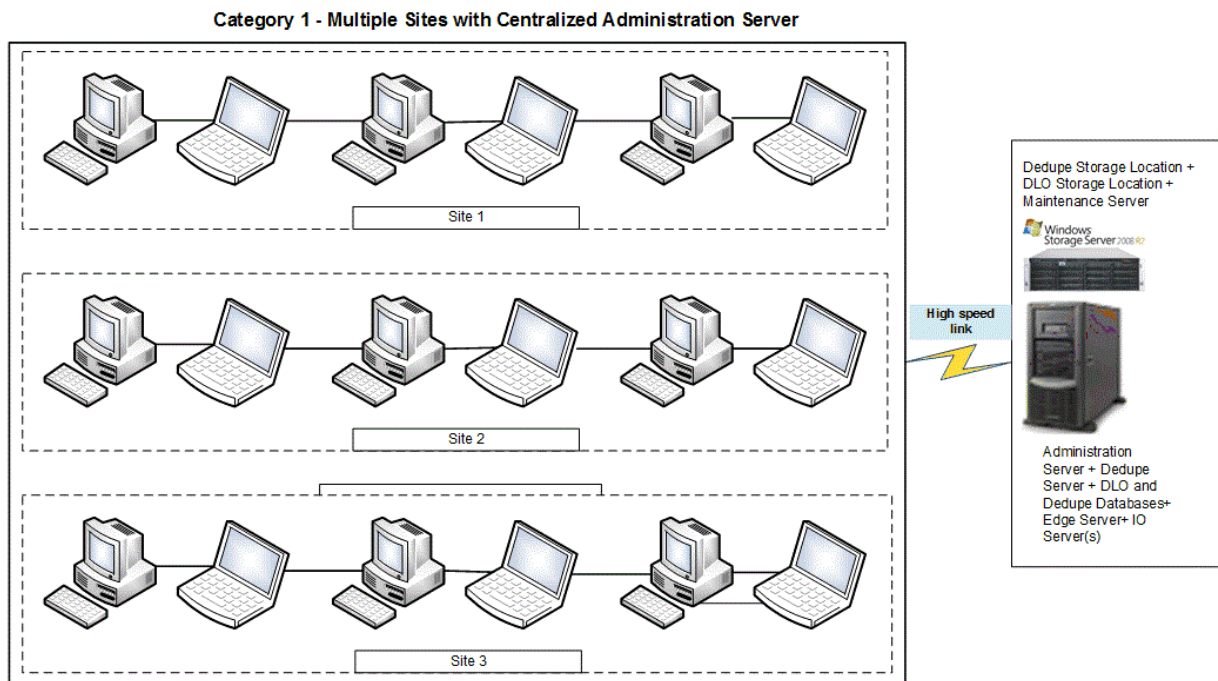 Category 1 - Multiple Sites with Centralized Administration Server
Site 1
Site 2
Site 3
High speed
link
Dedupe Storage Location +
DLO Storage Location +
Maintenance Server
Windows
Storage Server 2008 R2
Administration
Server + Dedupe
Server + DLO and
Dedupe Databases+
Edge Server+ IO
Server(s)